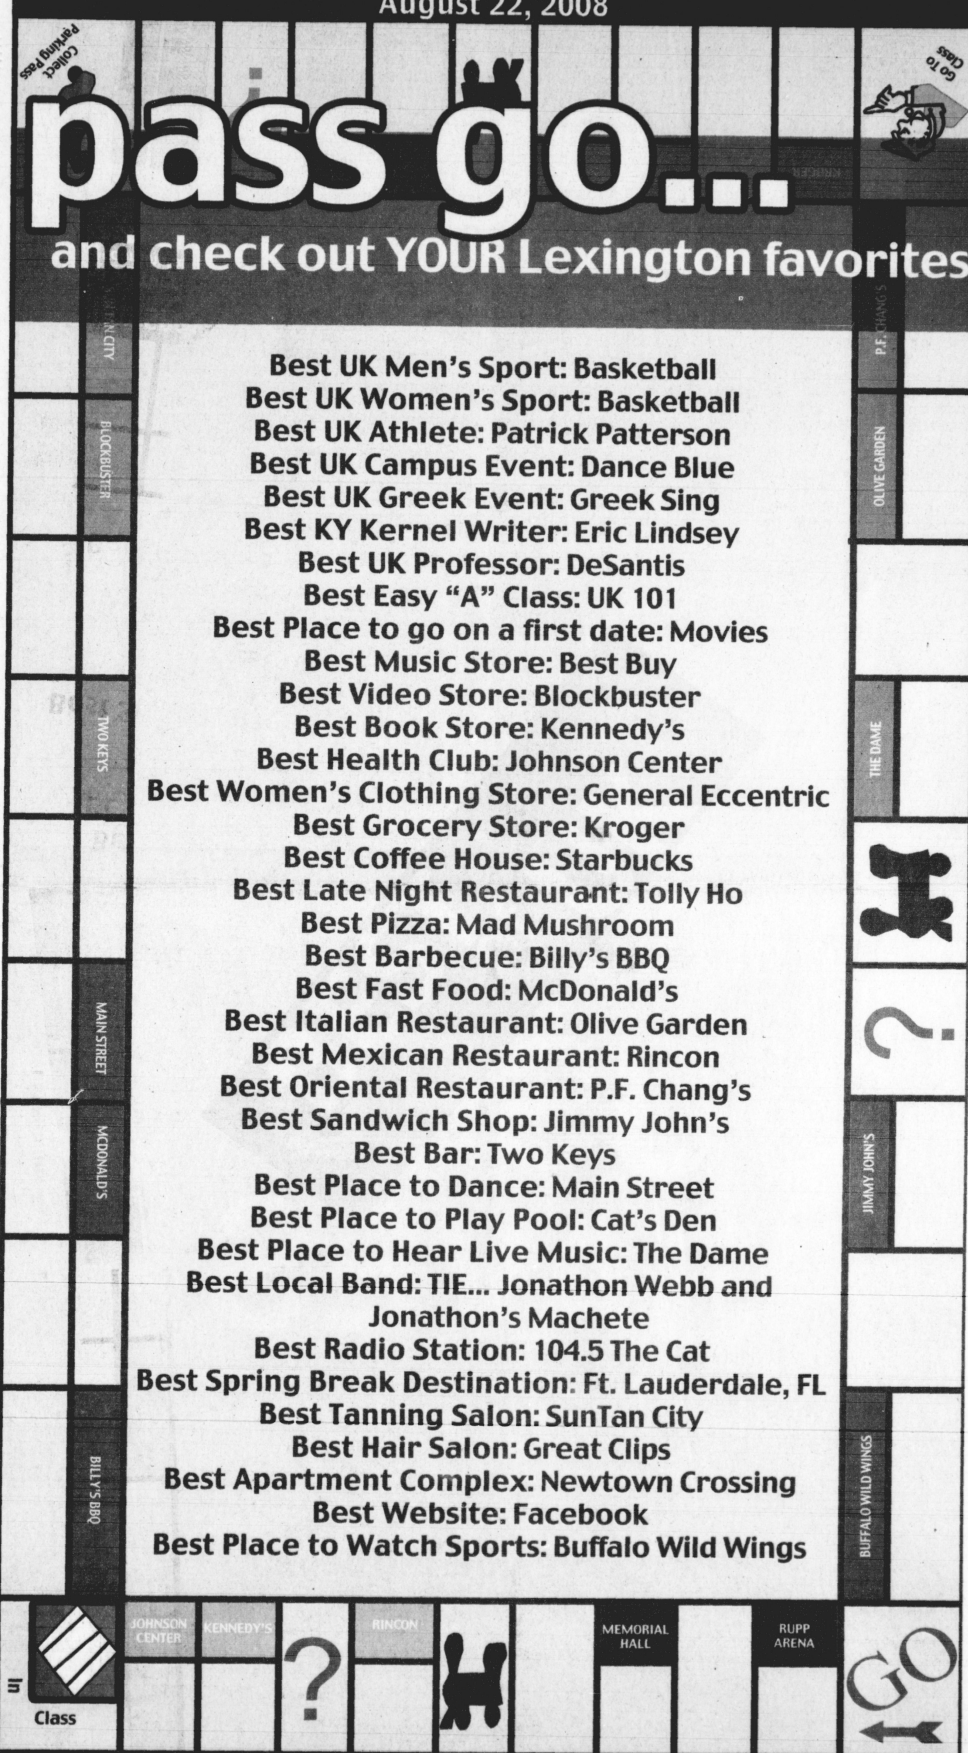 August 22, 2008
Collect
Parking Pass
Go To
Class
pass go...
and check out YOUR Lexington favorites
KROGER
TAN CITY
P.F. CHANG'S
BLOCKBUSTER
OLIVE GARDEN
TWO KEYS
THE DAME
MAIN STREET
MCDONALD'S
JIMMY JOHN'S
BILLY'S BBQ
BUFFALO WILD WINGS
Best UK Men's Sport: Basketball
Best UK Women's Sport: Basketball
Best UK Athlete: Patrick Patterson
Best UK Campus Event: Dance Blue
Best UK Greek Event: Greek Sing
Best KY Kernel Writer: Eric Lindsey
Best UK Professor: DeSantis
Best Easy “A” Class: UK 101
Best Place to go on a first date: Movies
Best Music Store: Best Buy
Best Video Store: Blockbuster
Best Book Store: Kennedy's
Best Health Club: Johnson Center
Best Women's Clothing Store: General Eccentric
Best Grocery Store: Kroger
Best Coffee House: Starbucks
Best Late Night Restaurant: Tolly Ho
Best Pizza: Mad Mushroom
Best Barbecue: Billy's BBQ
Best Fast Food: McDonald's
Best Italian Restaurant: Olive Garden
Best Mexican Restaurant: Rincon
Best Oriental Restaurant: P.F. Chang's
Best Sandwich Shop: Jimmy John's
Best Bar: Two Keys
Best Place to Dance: Main Street
Best Place to Play Pool: Cat's Den
Best Place to Hear Live Music: The Dame
Best Local Band: TIE... Jonathon Webb and
Jonathon's Machete
Best Radio Station: 104.5 The Cat
Best Spring Break Destination: Ft. Lauderdale, FL
Best Tanning Salon: SunTan City
Best Hair Salon: Great Clips
Best Apartment Complex: Newtown Crossing
Best Website: Facebook
Best Place to Watch Sports: Buffalo Wild Wings
In
Class
JOHNSON
CENTER
KENNEDY'S
?
RINCON
MEMORIAL
HALL
RUPP
ARENA
GO
?